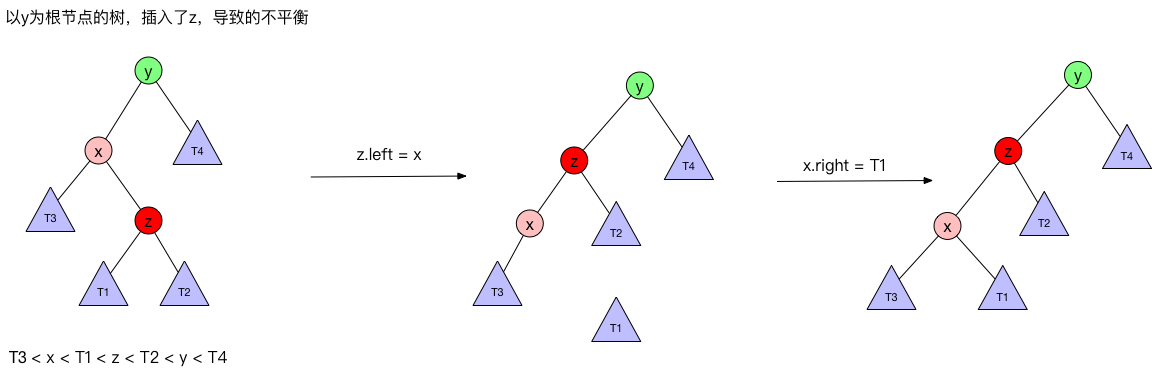 以y为根节点的树，插入了z，导致的不平衡
y
x
T4
T3
z
T1
T2
z.left = x
y
z
T4
x
T2
T3
T1
x.right = T1
y
z
T4
x
T2
T3
T1
T3 < x < T1 < z < T2 < y < T4